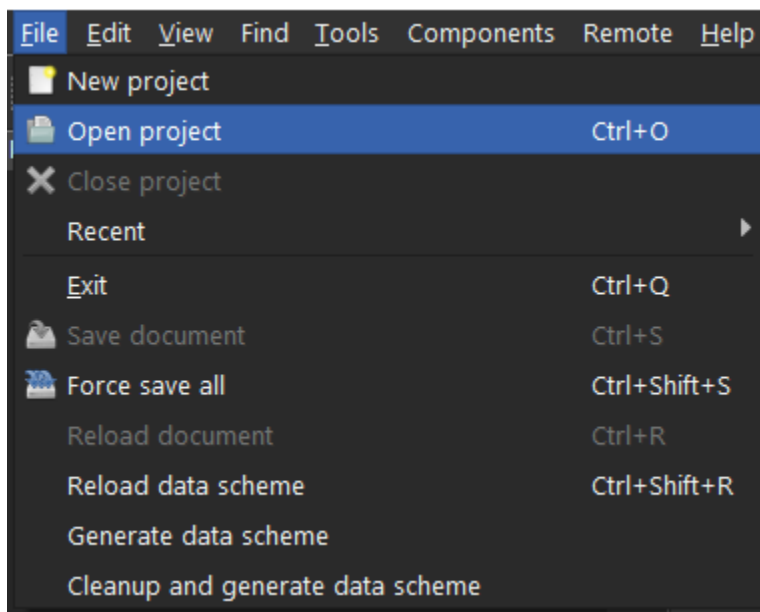 File Edit View Find Tools Components Remote Help
New project
Open project Ctrl+O
Close project
Recent
Exit Ctrl+Q
Save document Ctrl+S
Force save all Ctrl+Shift+S
Reload document Ctrl+R
Reload data scheme Ctrl+Shift+R
Generate data scheme
Cleanup and generate data scheme